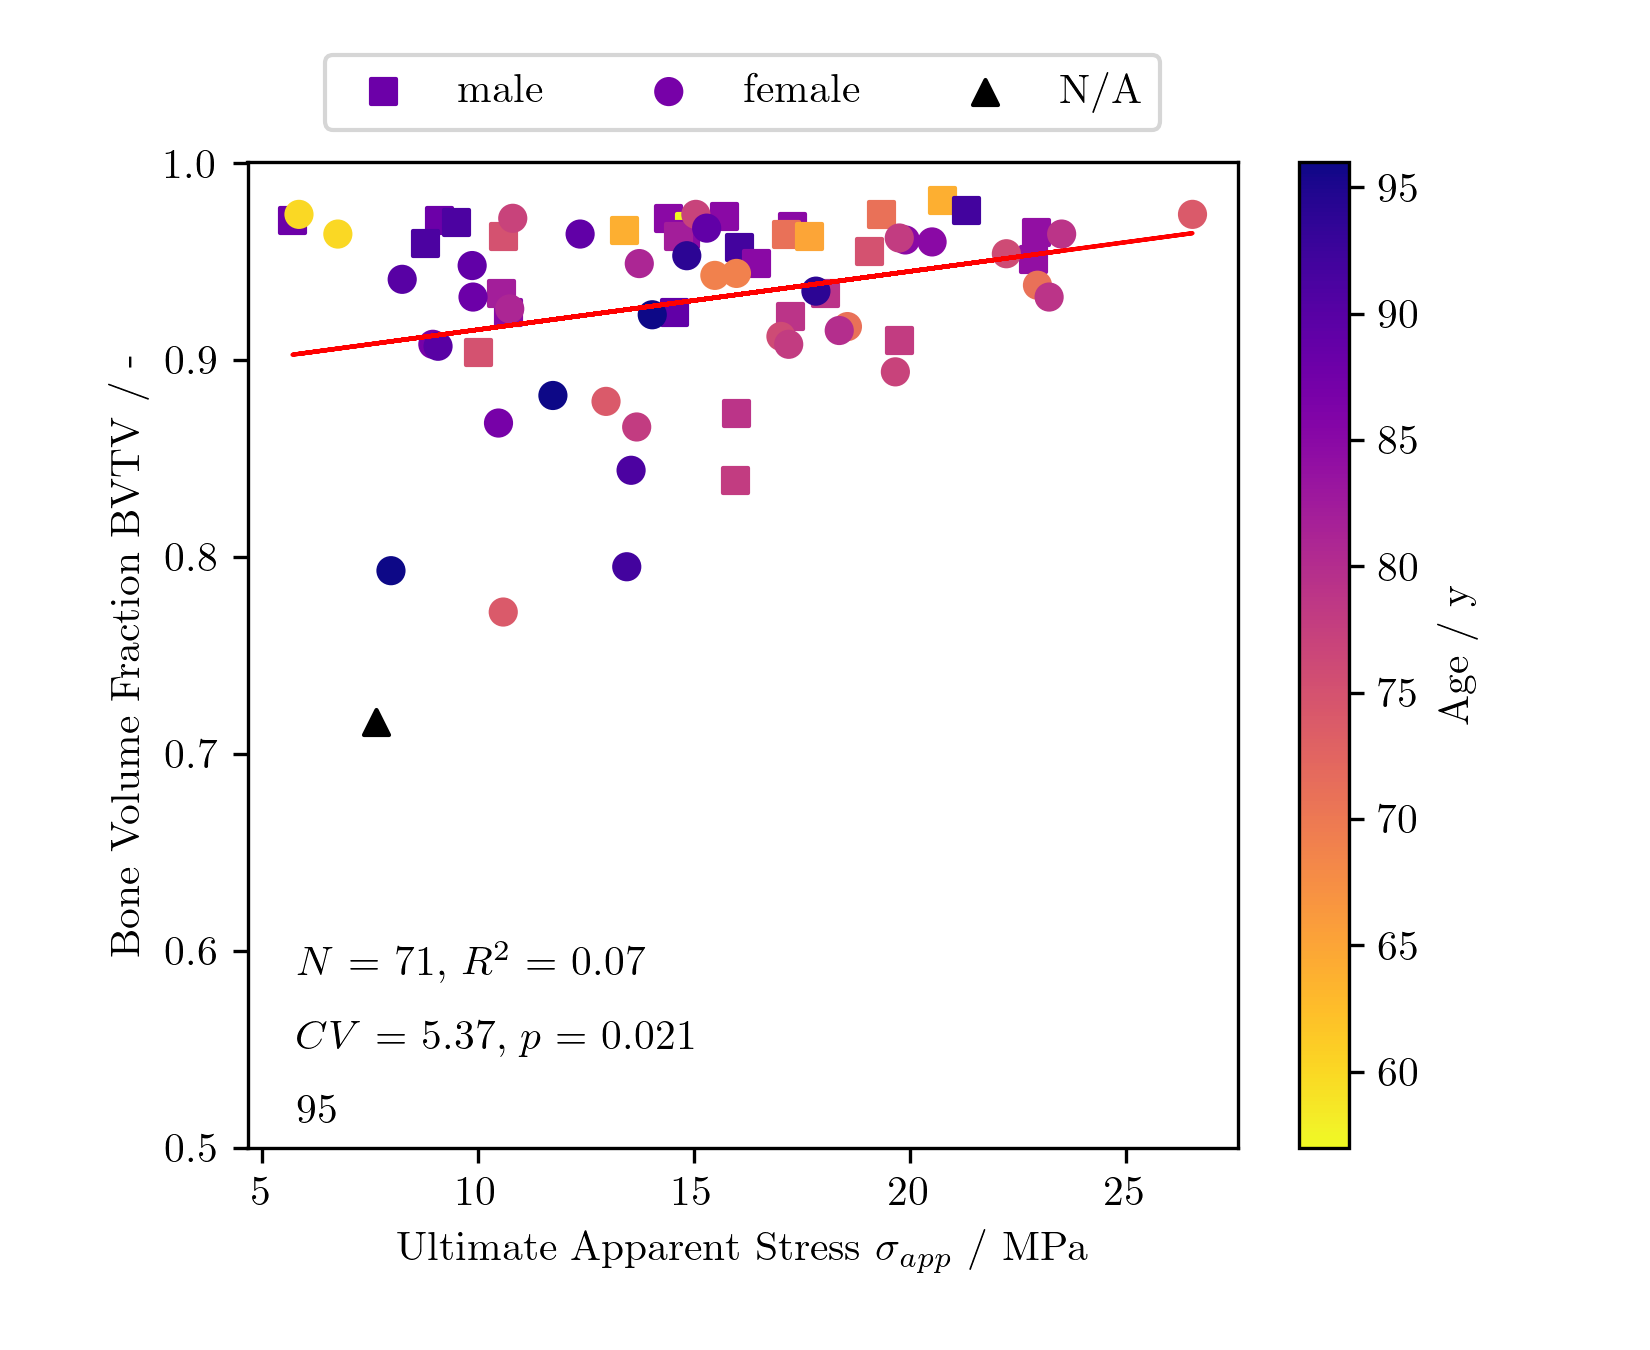 male female N/A
1.0
0.9
0.8
0.7
0.6
0.5
Bone Volume Fraction BVTV / -
N = 71, R² = 0.07
CV = 5.37, p = 0.021
95
5 10 15 20 25
Ultimate Apparent Stress σ_app / MPa
95
90
85
80
75
70
65
60
Age / y